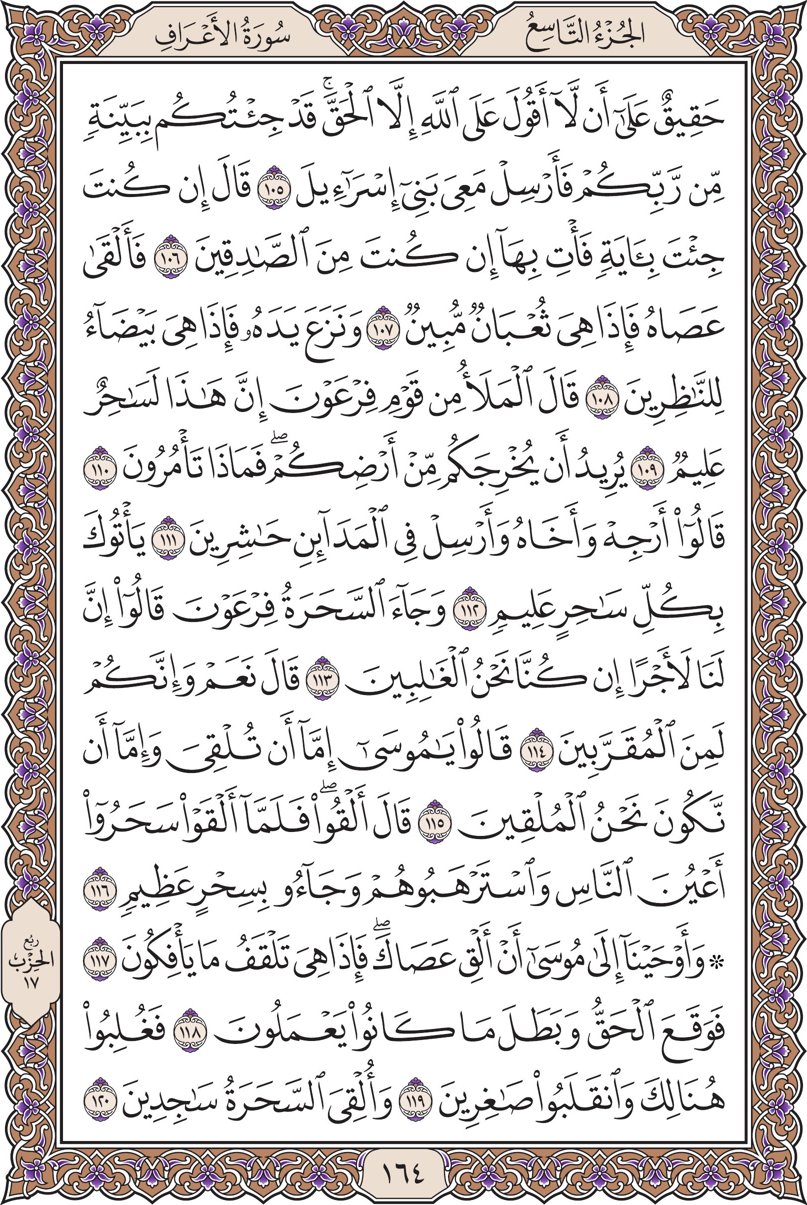 الجُزْءُ التَّاسِعُ
سُورَةُ الأَعْرَافِ
حَقِيقٌ عَلَىٰٓ أَن لَّآ أَقُولَ عَلَى ٱللَّهِ إِلَّا ٱلْحَقَّۚ قَدْ جِئْتُكُم بِبَيِّنَةٖ
مِّن رَّبِّكُمْ فَأَرْسِلْ مَعِيَ بَنِيٓ إِسْرَٰٓءِيلَ ١٠٥ قَالَ إِن كُنتَ
جِئْتَ بِـَٔايَةٖ فَأْتِ بِهَآ إِن كُنتَ مِنَ ٱلصَّٰدِقِينَ ١٠٦ فَأَلْقَىٰ
عَصَاهُ فَإِذَا هِيَ ثُعْبَانٞ مُّبِينٞ ١٠٧ وَنَزَعَ يَدَهُۥ فَإِذَا هِيَ بَيْضَآءُ
لِلنَّٰظِرِينَ ١٠٨ قَالَ ٱلْمَلَأُ مِن قَوْمِ فِرْعَوْنَ إِنَّ هَٰذَا لَسَٰحِرٌ
عَلِيمٞ ١٠٩ يُرِيدُ أَن يُخْرِجَكُم مِّنْ أَرْضِكُمْۖ فَمَاذَا تَأْمُرُونَ ١١٠
قَالُوٓا۟ أَرْجِهْ وَأَخَاهُ وَأَرْسِلْ فِي ٱلْمَدَآئِنِ حَٰشِرِينَ ١١١ يَأْتُوكَ
بِكُلِّ سَٰحِرٍ عَلِيمٖ ١١٢ وَجَآءَ ٱلسَّحَرَةُ فِرْعَوْنَ قَالُوٓا۟ إِنَّ
لَنَا لَأَجْرًا إِن كُنَّا نَحْنُ ٱلْغَٰلِبِينَ ١١٣ قَالَ نَعَمْ وَإِنَّكُمْ
لَمِنَ ٱلْمُقَرَّبِينَ ١١٤ قَالُوا۟ يَٰمُوسَىٰٓ إِمَّآ أَن تُلْقِيَ وَإِمَّآ أَن
نَّكُونَ نَحْنُ ٱلْمُلْقِينَ ١١٥ قَالَ أَلْقُوا۟ۖ فَلَمَّآ أَلْقَوْا۟ سَحَرُوٓا۟
أَعْيُنَ ٱلنَّاسِ وَٱسْتَرْهَبُوهُمْ وَجَآءُو بِسِحْرٍ عَظِيمٖ ١١٦
۞ وَأَوْحَيْنَآ إِلَىٰ مُوسَىٰٓ أَنْ أَلْقِ عَصَاكَۖ فَإِذَا هِيَ تَلْقَفُ مَا يَأْفِكُونَ ١١٧
فَوَقَعَ ٱلْحَقُّ وَبَطَلَ مَا كَانُوا۟ يَعْمَلُونَ ١١٨ فَغُلِبُوا۟
هُنَالِكَ وَٱنقَلَبُوا۟ صَٰغِرِينَ ١١٩ وَأُلْقِيَ ٱلسَّحَرَةُ سَٰجِدِينَ ١٢٠
ربع
الحزب
١٧
١٦٤